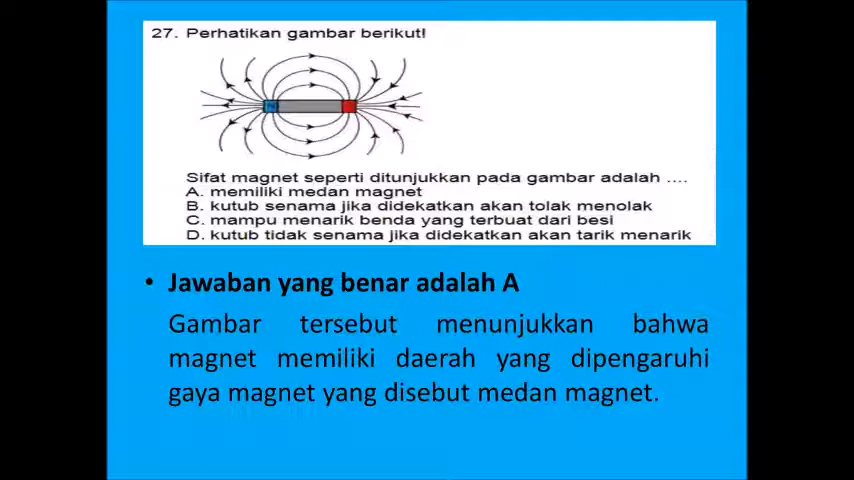 27. Perhatikan gambar berikut!
Sifat magnet seperti ditunjukkan pada gambar adalah ....
A. memiliki medan magnet
B. kutub senama jika didekatkan akan tolak menolak
C. mampu menarik benda yang terbuat dari besi
D. kutub tidak senama jika didekatkan akan tarik menarik
• Jawaban yang benar adalah A
Gambar tersebut menunjukkan bahwa
magnet memiliki daerah yang dipengaruhi
gaya magnet yang disebut medan magnet.